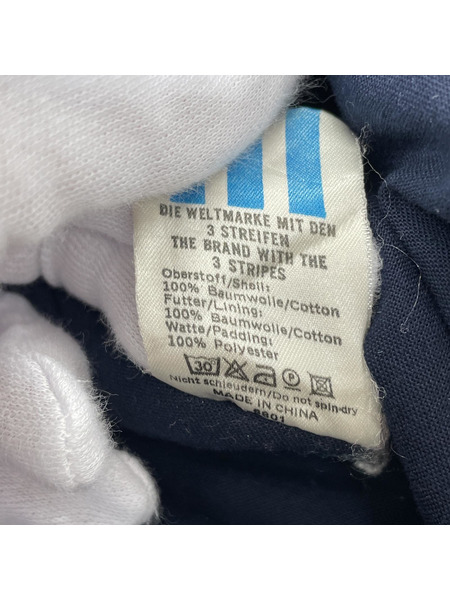 DIE WELTMARKE MIT DEN
3 STREIFEN
THE BRAND WITH THE
3 STRIPES
Oberstoff/Shell:
100% Baumwolle/Cotton
Futter/Lining:
100% Baumwolle/Cotton
Watte/Padding:
100% Polyester
30 P
Nicht schleudern/Do not spin-dry
MADE IN CHINA